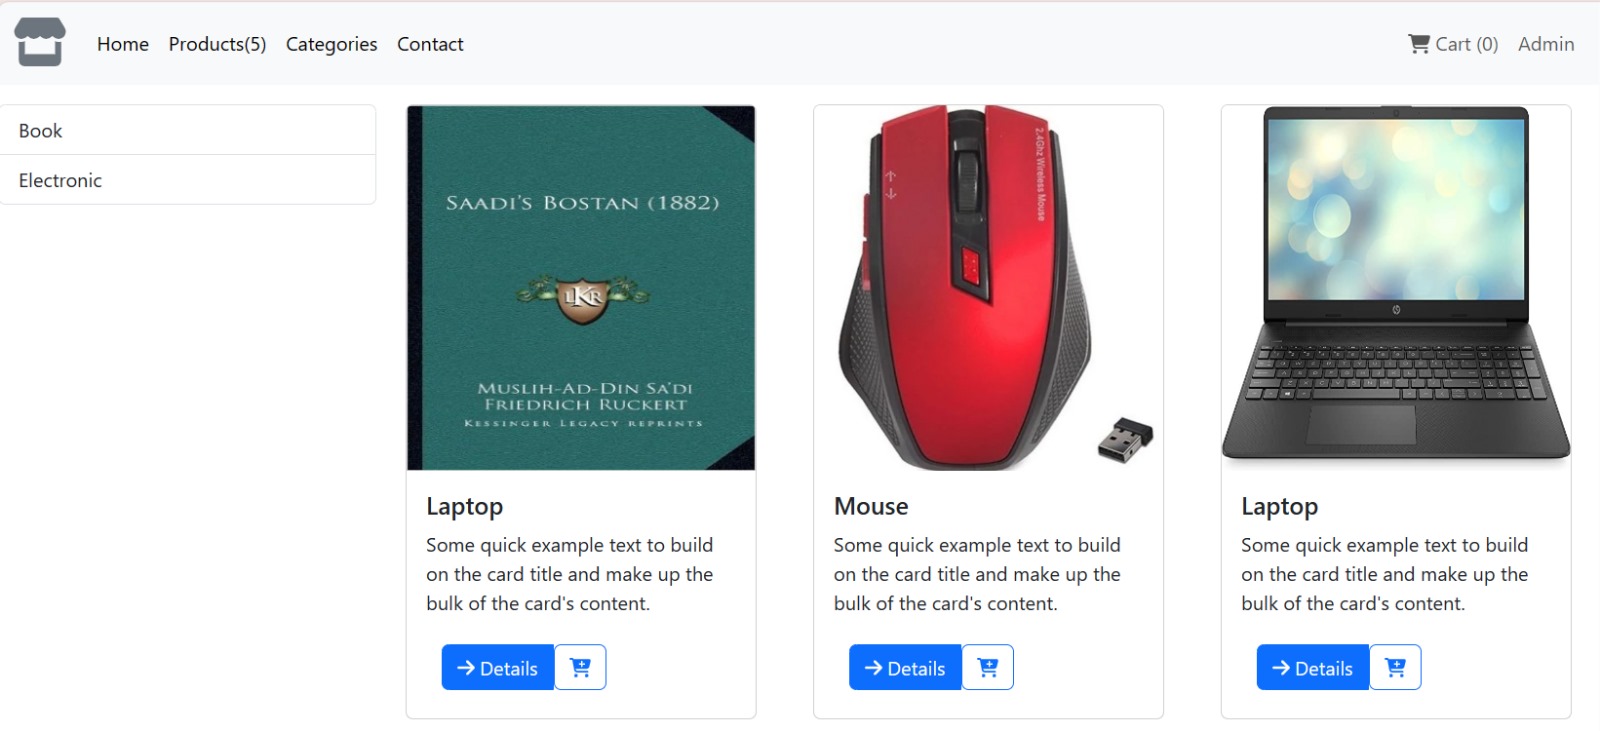 Home Products(5) Categories Contact Cart (0) Admin
Book
Electronic
SAADI'S BOSTAN (1882)
LKR
MUSLIH-AD-DIN SA'DI
FRIEDRICH RUCKERT
KESSINGER LEGACY REPRINTS
Laptop
Some quick example text to build
on the card title and make up the
bulk of the card's content.
→ Details
2.4Ghz Wireless Mouse
Mouse
Some quick example text to build
on the card title and make up the
bulk of the card's content.
→ Details
hp
Laptop
Some quick example text to build
on the card title and make up the
bulk of the card's content.
→ Details